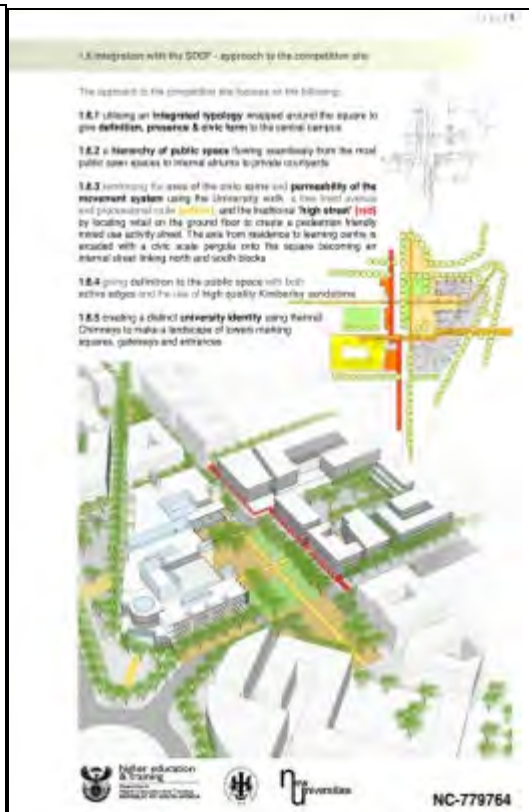 1.6 integration with the SDDF - approach to the competition site
The approach to the competition site focuses on the following:
1.6.1 utilising an integrated typology wrapped around the square to
give definition, presence & civic form to the central campus
1.6.2 a hierarchy of public space flowing seamlessly from the most
public open spaces to internal atriums to private courtyards
1.6.3 reinforcing the axes of the civic spine and permeability of the
movement system using the University walk, a tree lined avenue
and processional route (yellow), and the traditional 'high street' (red)
by locating retail on the ground floor to create a pedestrian friendly
mixed use activity street. The axis from residence to learning centre is
arcaded with a civic scale pergola onto the square becoming an
internal street linking north and south blocks
1.6.4 giving definition to the public space with both
active edges and the use of high quality Kimberley sandstone
1.6.5 creating a distinct university identity using thermal
Chimneys to make a landscape of towers marking
squares, gateways and entrances
higher education
& training
REPUBLIC OF SOUTH AFRICA
New
Universities
NC-779764